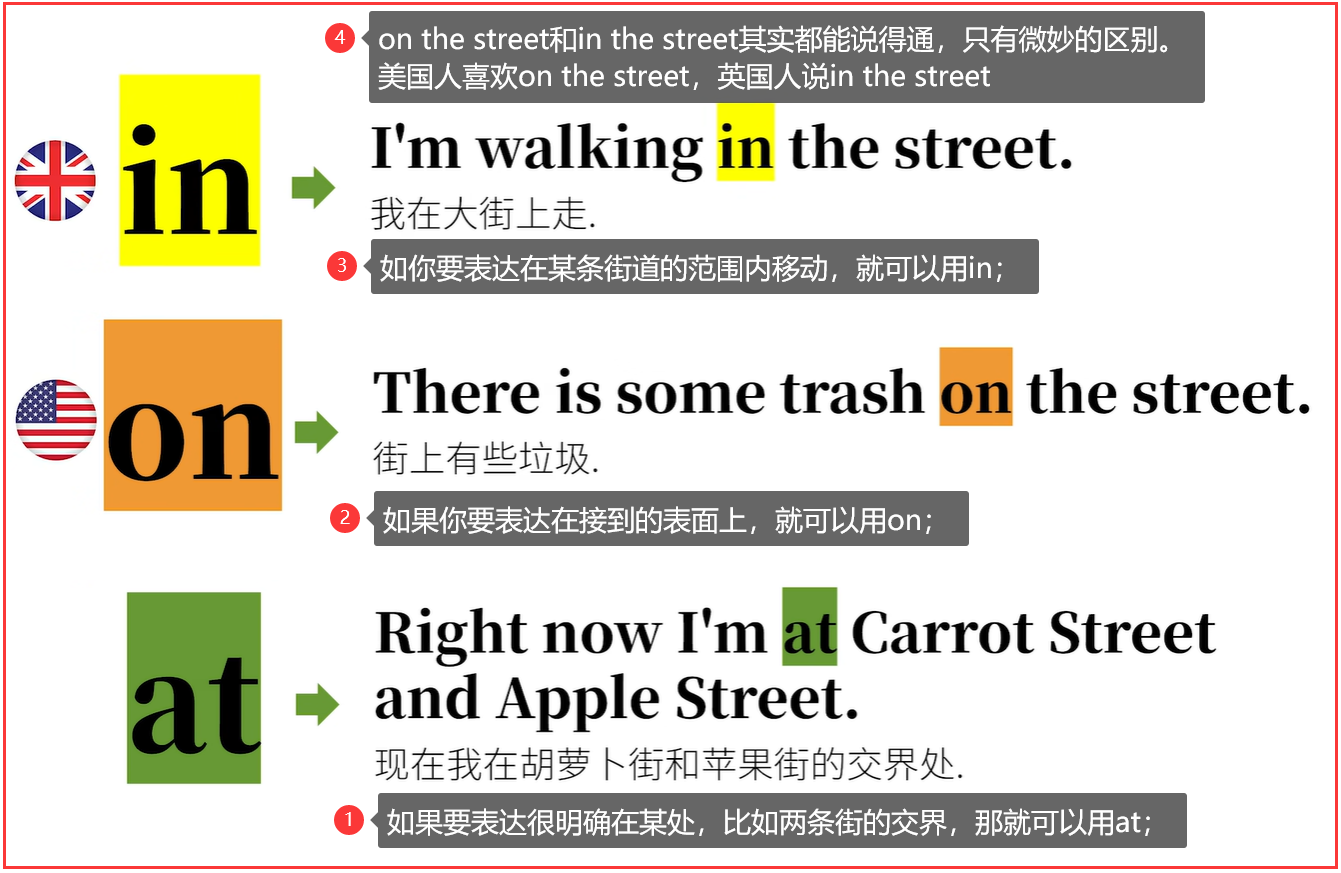 4
on the street和in the street其实都能说得通，只有微妙的区别。
美国人喜欢on the street，英国人说in the street
in
I'm walking in the street.
我在大街上走.
3
如你要表达在某条街道的范围内移动，就可以用in；
on
There is some trash on the street.
街上有些垃圾.
2
如果你要表达在接到的表面上，就可以用on；
at
Right now I'm at Carrot Street
and Apple Street.
现在我在胡萝卜街和苹果街的交界处.
1
如果要表达很明确在某处，比如两条街的交界，那就可以用at；